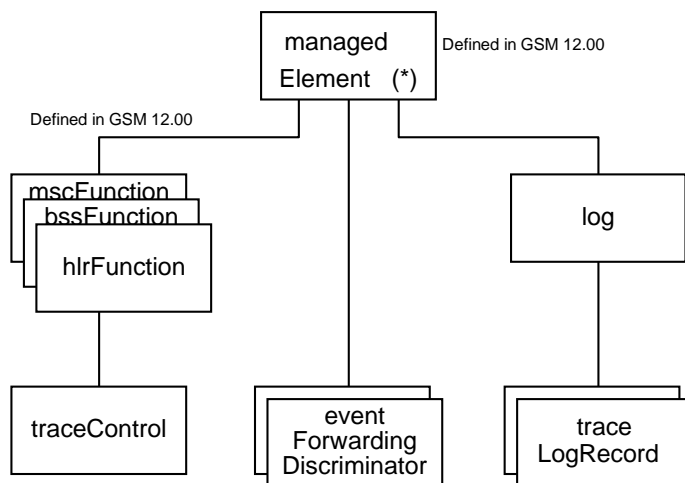 managed
Element (*)
Defined in GSM 12.00
Defined in GSM 12.00
mscFunction
bssFunction
hlrFunction
log
traceControl
event
Forwarding
Discriminator
trace
LogRecord